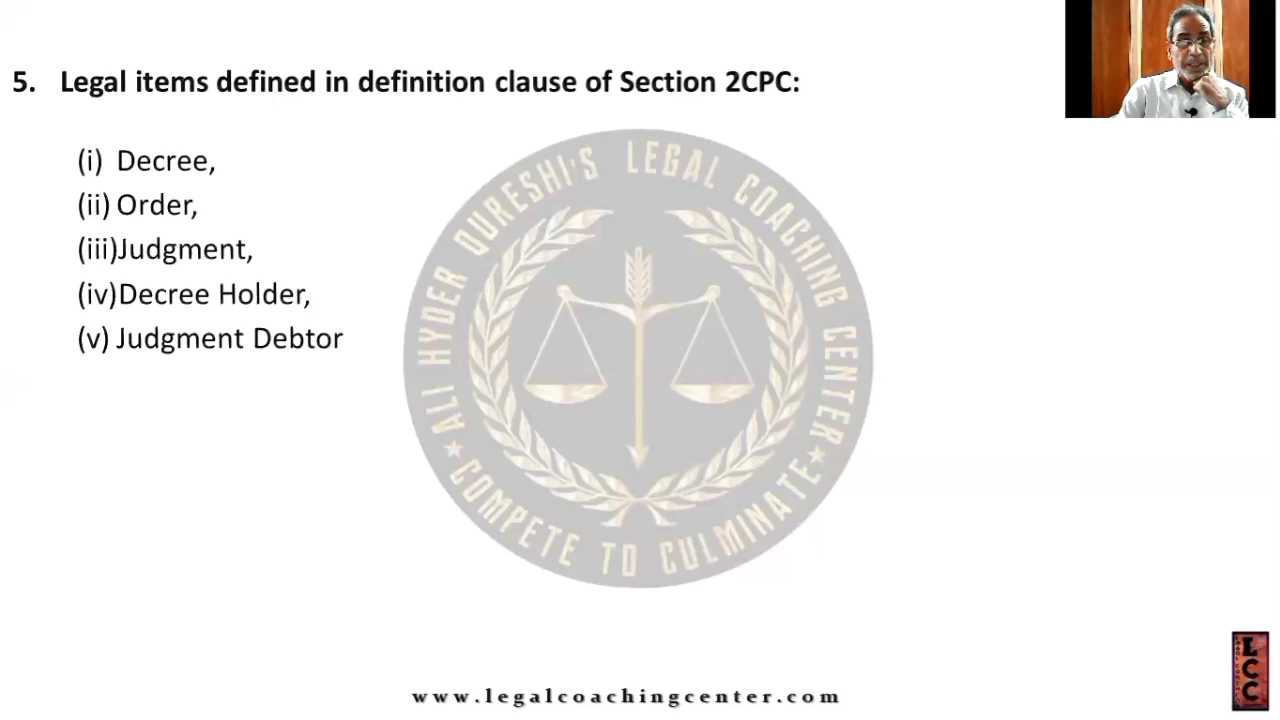 5. Legal items defined in definition clause of Section 2CPC:
(i) Decree,
(ii) Order,
(iii)Judgment,
(iv)Decree Holder,
(v) Judgment Debtor
ALI HYDER QURESHI'S LEGAL COACHING CENTER
COMPETE TO CULMINATE
www.legalcoachingcenter.com
LCC